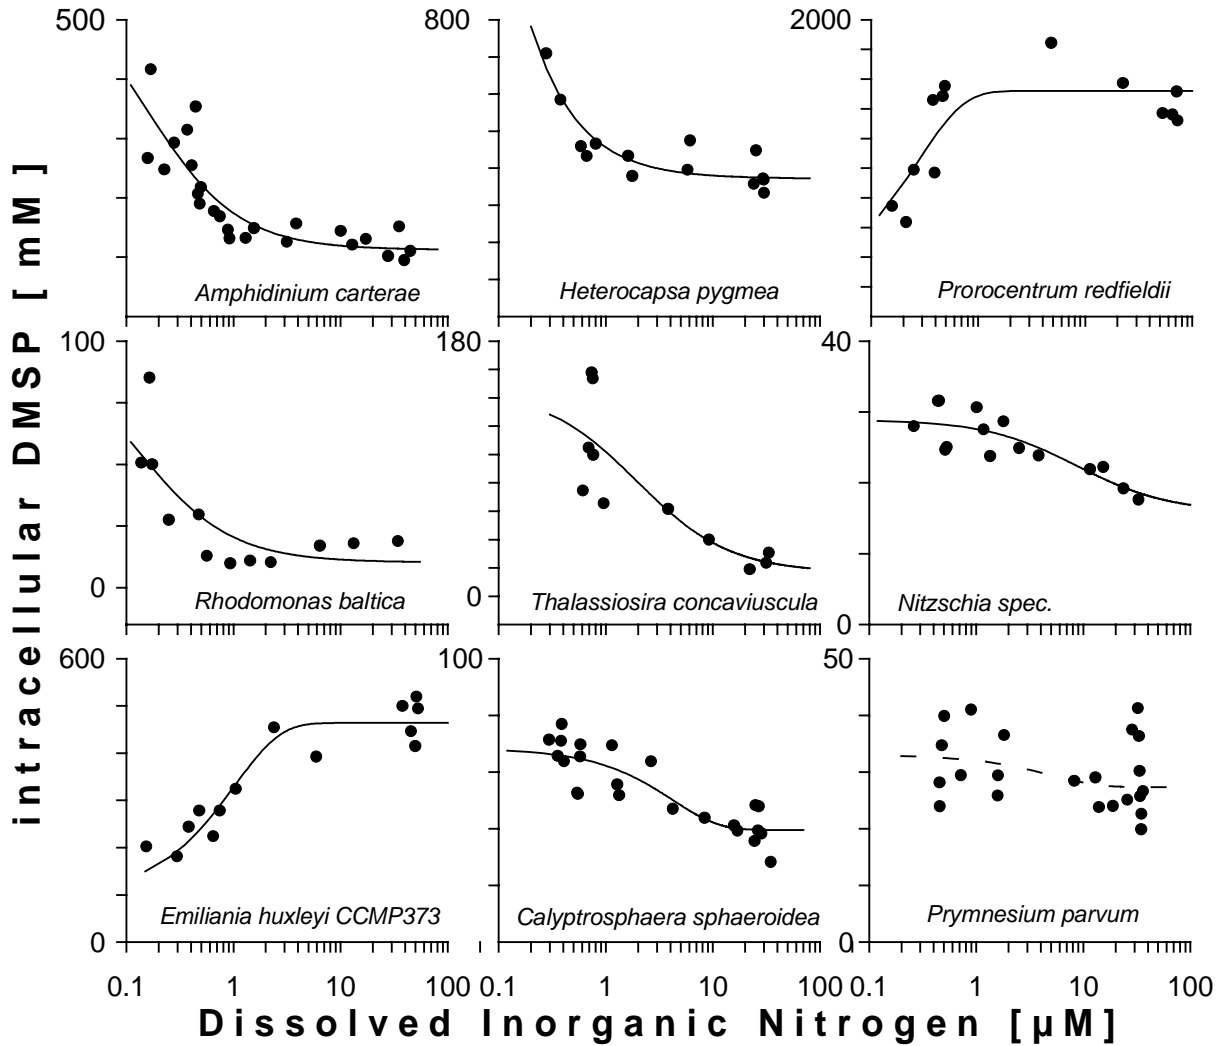 500
800
2000
Amphidinium carterae
Heterocapsa pygmea
Prorocentrum redfieldii
100
180
40
0
0
0
Rhodomonas baltica
Thalassiosira concaviuscula
Nitzschia spec.
600
100
50
Emiliania huxleyi CCMP373
Calyptrosphaera sphaeroidea
Prymnesium parvum
0
0
0.1 1 10 100
0.1 1 10 100
0.1 1 10 100
Dissolved Inorganic Nitrogen [µM]
intracellular DMSP [mM]